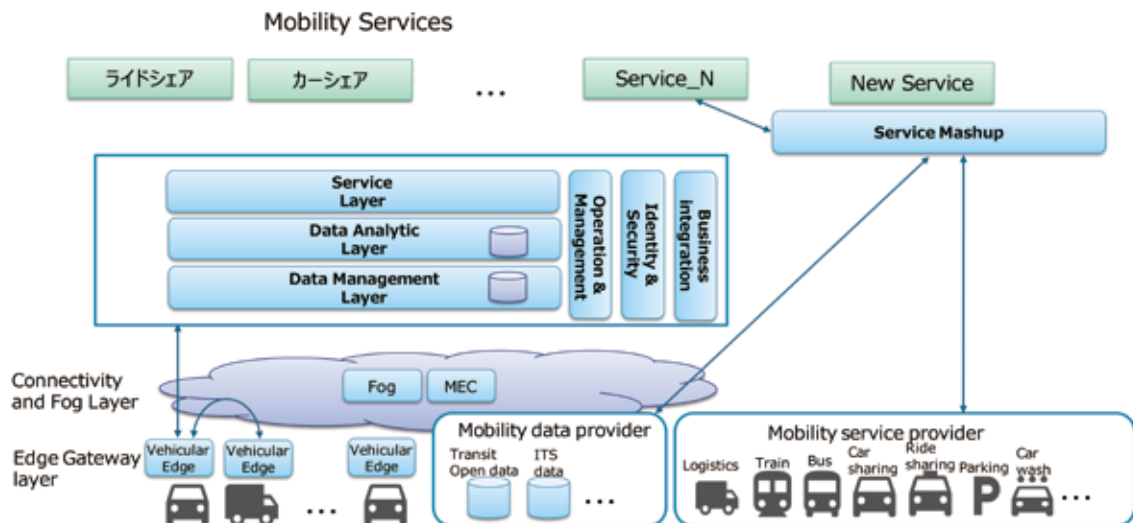 Mobility Services
ライドシェア
カーシェア
...
Service_N
New Service
Service Mashup
Service
Layer
Data Analytic
Layer
Data Management
Layer
Operation &
Management
Identity &
Security
Business
integration
Connectivity
and Fog Layer
Fog
MEC
Edge Gateway
layer
Vehicular
Edge
Vehicular
Edge
...
Vehicular
Edge
Mobility data provider
Transit
Open data
ITS
data
...
Mobility service provider
Logistics
Train
Bus
Car
sharing
Ride
sharing
Parking
P
Car
wash
...